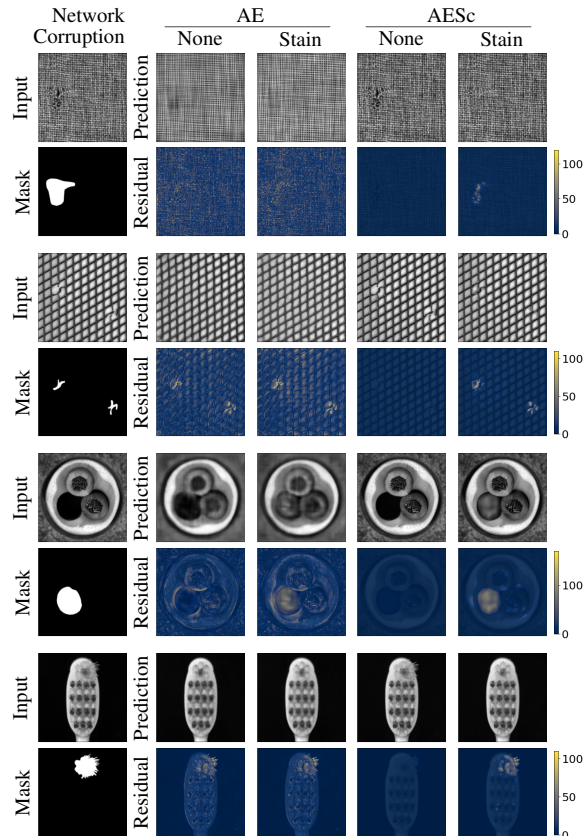 Network AE AESc
Corruption None Stain None Stain
Input Prediction
Mask Residual 100 50 0
Input Prediction
Mask Residual 100 50 0
Input Prediction
Mask Residual 100 0
Input Prediction
Mask Residual 100 50 0